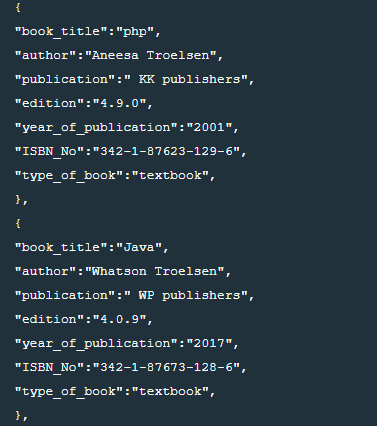 {
"book_title":"php",
"author":"Aneesa Troelsen",
"publication":" KK publishers",
"edition":"4.9.0",
"year_of_publication":"2001",
"ISBN_No":"342-1-87623-129-6",
"type_of_book":"textbook",
},
{
"book_title":"Java",
"author":"Whatson Troelsen",
"publication":" WP publishers",
"edition":"4.0.9",
"year_of_publication":"2017",
"ISBN_No":"342-1-87673-128-6",
"type_of_book":"textbook",
},